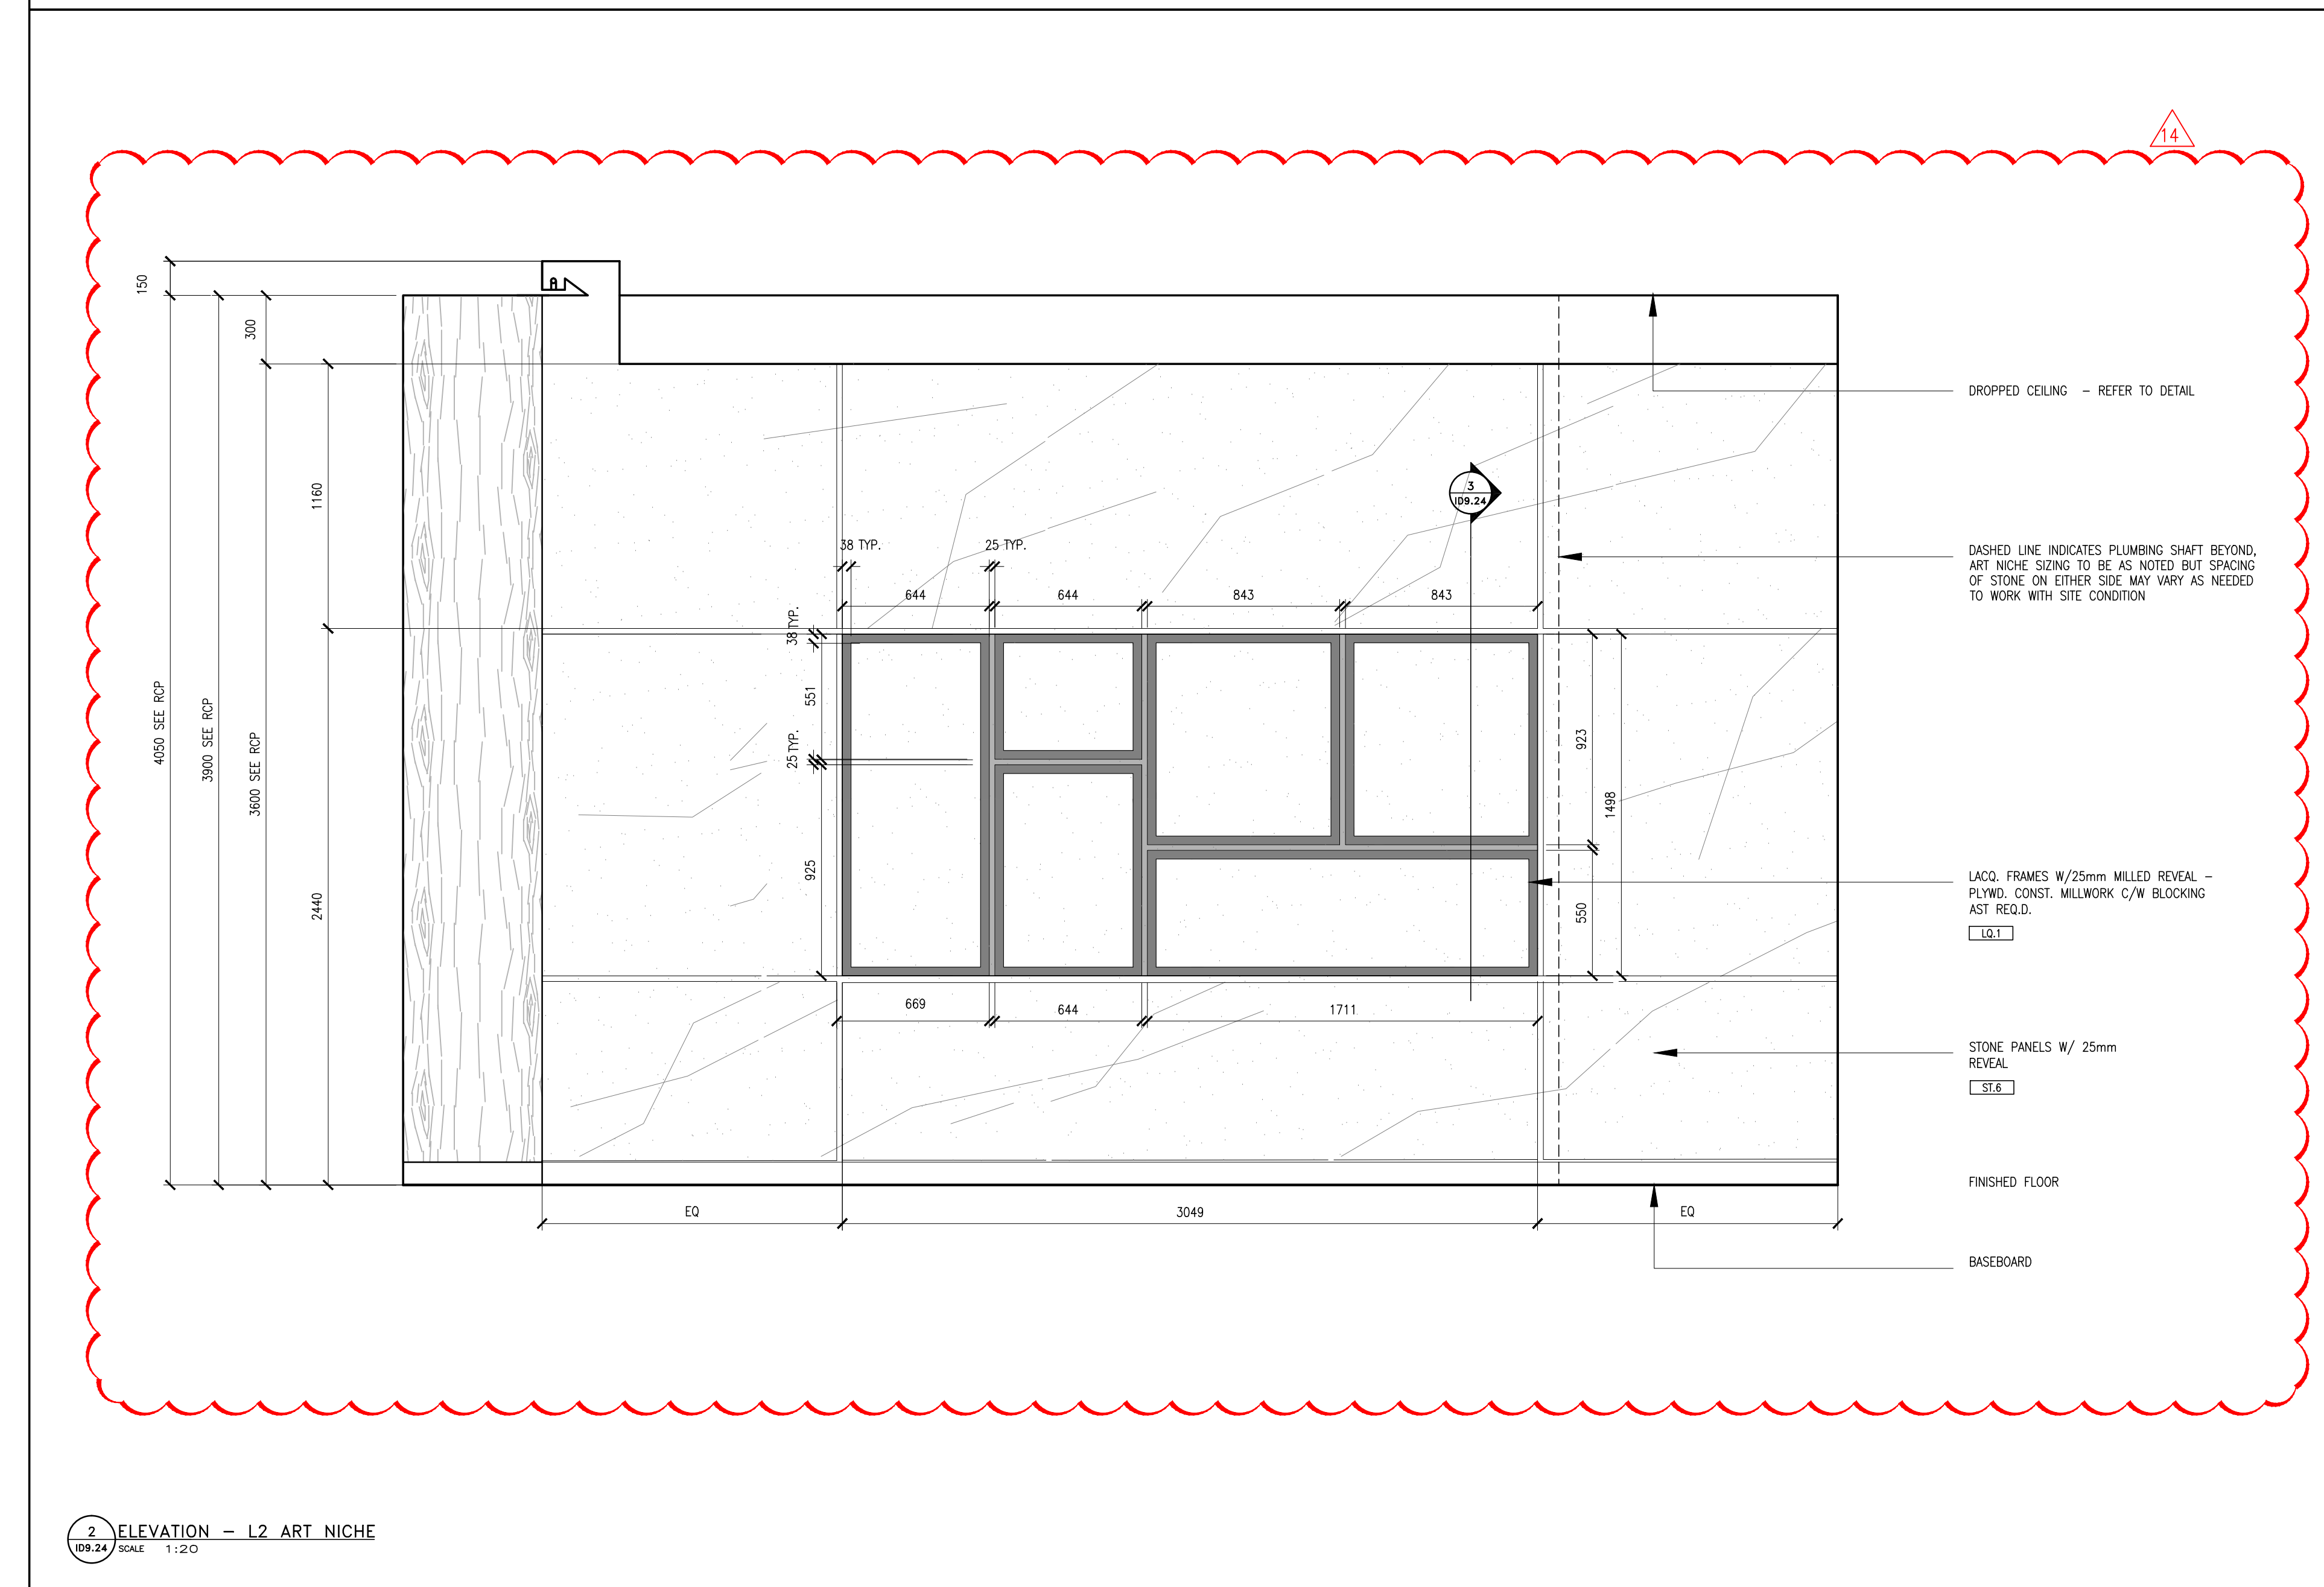 14
150
300
4050 SEE RCP
3900 SEE RCP
3600 SEE RCP
1160
2440
DROPPED CEILING – REFER TO DETAIL
3
ID9.24
38 TYP.
25 TYP.
644
644
843
843
38 TYP.
551
25 TYP.
925
923
1498
550
669
644
1711
DASHED LINE INDICATES PLUMBING SHAFT BEYOND,
ART NICHE SIZING TO BE AS NOTED BUT SPACING
OF STONE ON EITHER SIDE MAY VARY AS NEEDED
TO WORK WITH SITE CONDITION
LACQ. FRAMES W/25mm MILLED REVEAL –
PLYWD. CONST. MILLWORK C/W BLOCKING
AST REQ.D.
LQ.1
STONE PANELS W/ 25mm
REVEAL
ST.6
FINISHED FLOOR
EQ
3049
EQ
BASEBOARD
2
ID9.24
ELEVATION – L2 ART NICHE
SCALE 1:20